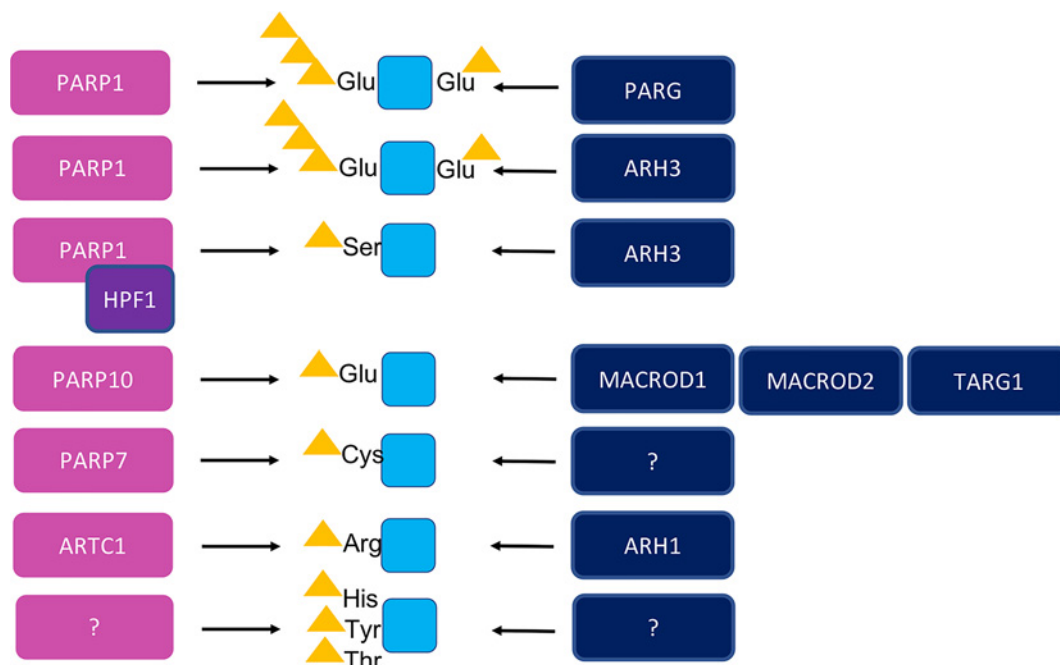 PARP1 Glu Glu PARG
PARP1 Glu Glu ARH3
PARP1 Ser ARH3
HPF1
PARP10 Glu MACROD1 MACROD2 TARG1
PARP7 Cys ?
ARTC1 Arg ARH1
His
? Tyr ?
Thr